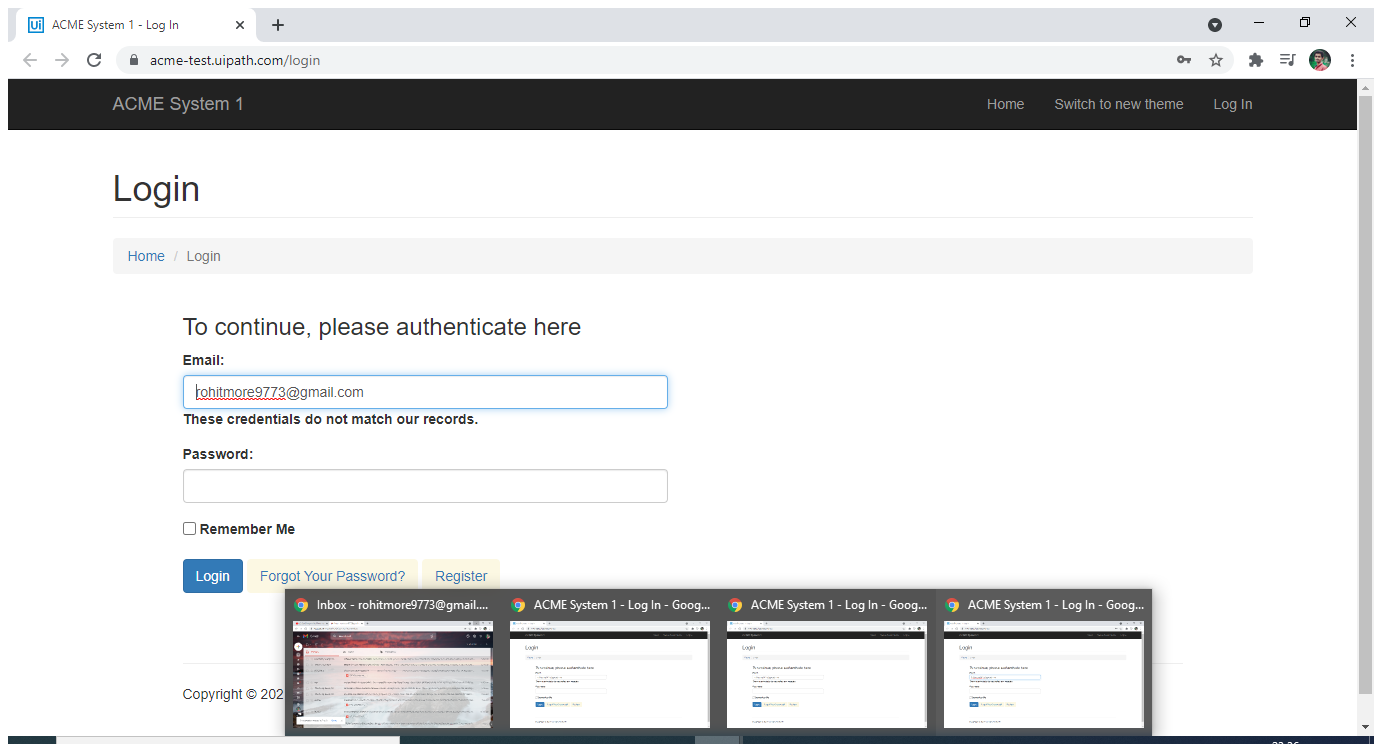 Ui ACME System 1 - Log In
acme-test.uipath.com/login
ACME System 1 Home Switch to new theme Log In
Login
Home / Login
To continue, please authenticate here
Email:
rohitmore9773@gmail.com
These credentials do not match our records.
Password:
Remember Me
Login Forgot Your Password? Register
Inbox - rohitmore9773@gmail.... ACME System 1 - Log In - Goog... ACME System 1 - Log In - Goog... ACME System 1 - Log In - Goog...
Copyright © 202